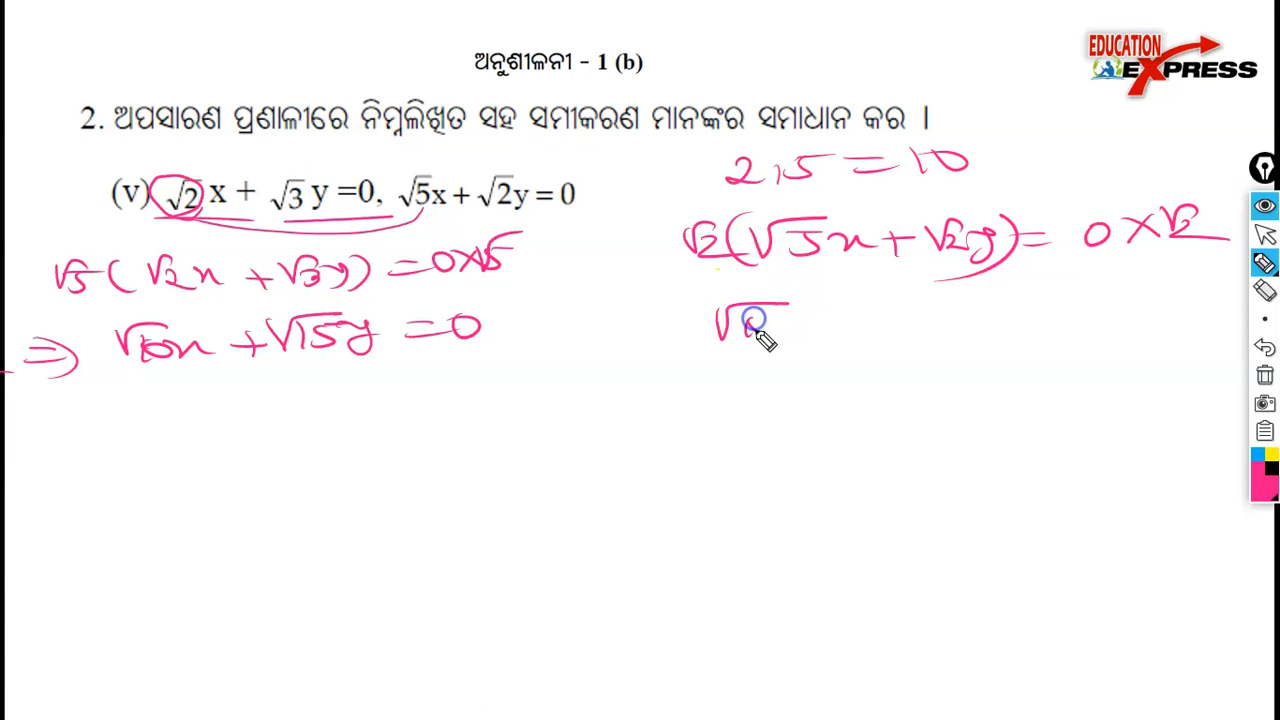 ଅନୁଶୀଳନୀ - 1 (b)
EDUCATION
EXPRESS
2. ଅପସାରଣ ପ୍ରଣାଳୀରେ ନିମ୍ନଲିଖିତ ସହ ସମୀକରଣ ମାନଙ୍କର ସମାଧାନ କର ।
(v) √2 x + √3 y =0, √5x + √2y = 0
2,5 = 10
√5 (√2x + √3y) = 0×√5
√2 (√5x + √2y) = 0×√2
⇒ √10x + √15y = 0